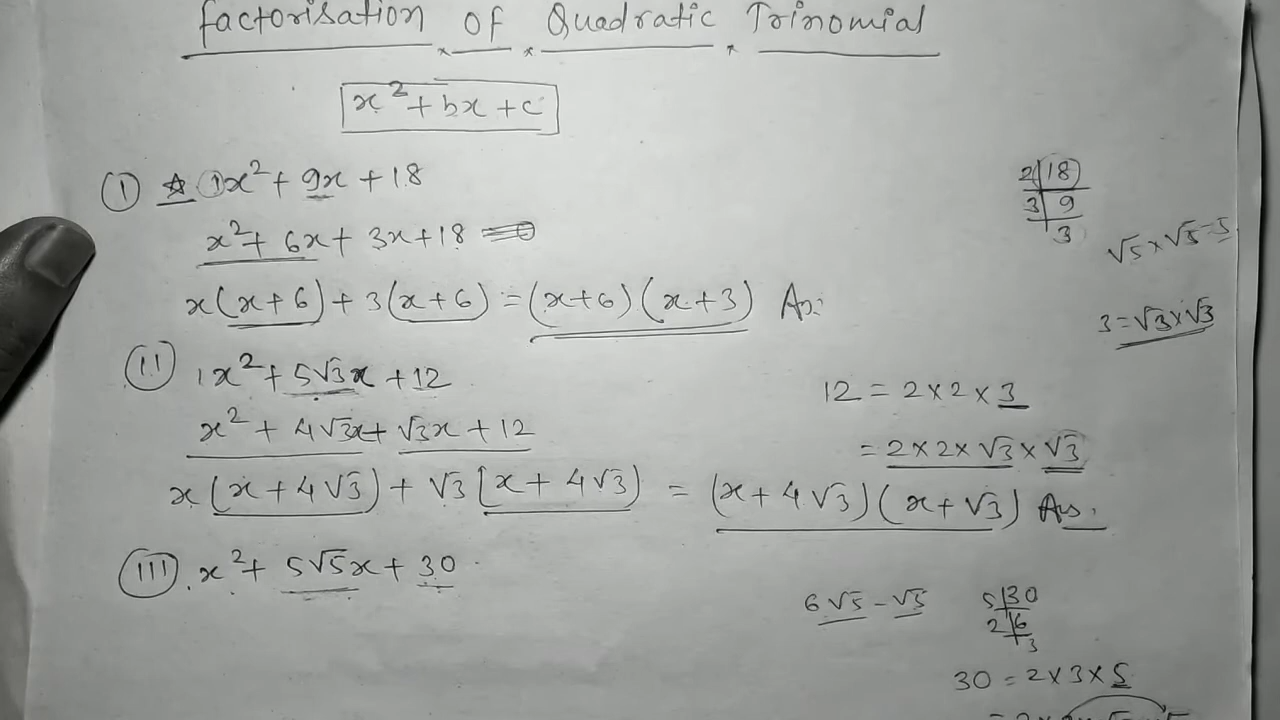 factorisation of Quadratic Trinomial
x² + bx + c
(I) ☆ 1x² + 9x + 18
x² + 6x + 3x + 18
x(x+6) + 3(x+6) = (x+6)(x+3) As:
2|18
3|9
3
√5 × √5 = 5
3 = √3 × √3
(II) 1x² + 5√3x + 12
x² + 4√3x + √3x + 12
x(x + 4√3) + √3[x + 4√3) = (x + 4√3)(x + √3) As.
12 = 2 × 2 × 3
= 2 × 2 × √3 × √3
(III) x² + 5√5x + 30
6√5 - √5
5|30
2|6
3
30 = 2 × 3 × 5